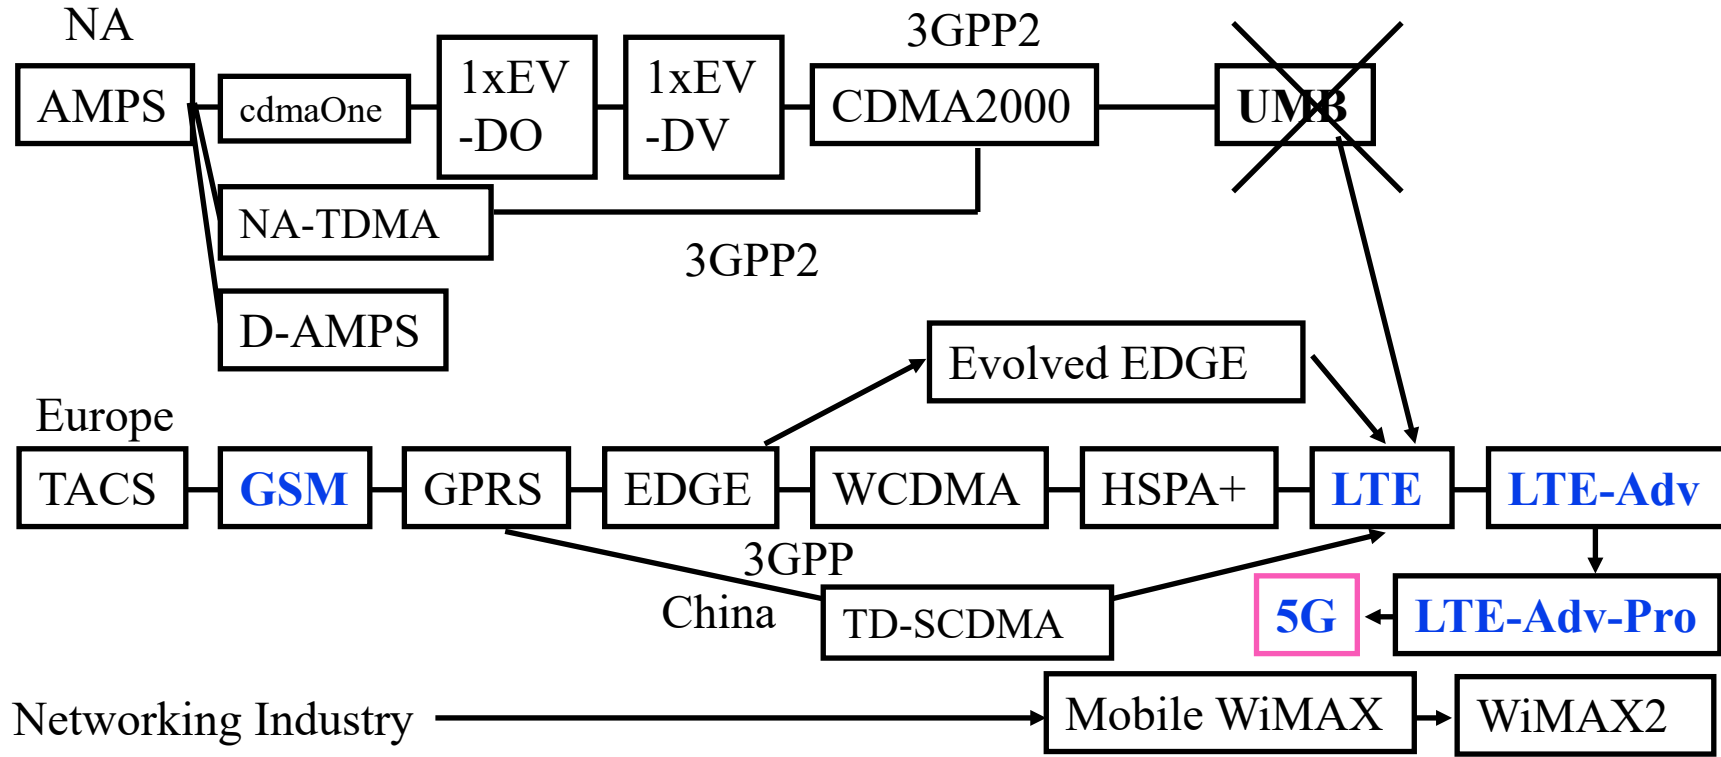 NA
3GPP2
AMPS
cdmaOne
1xEV
-DO
1xEV
-DV
CDMA2000
UMB
NA-TDMA
3GPP2
D-AMPS
Evolved EDGE
Europe
TACS
GSM
GPRS
EDGE
WCDMA
HSPA+
LTE
LTE-Adv
3GPP
China
TD-SCDMA
5G
LTE-Adv-Pro
Networking Industry
Mobile WiMAX
WiMAX2